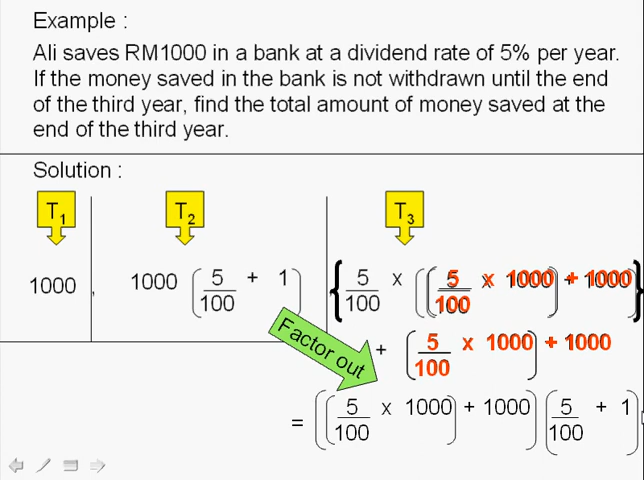 Example :
Ali saves RM1000 in a bank at a dividend rate of 5% per year.
If the money saved in the bank is not withdrawn until the end
of the third year, find the total amount of money saved at the
end of the third year.
Solution :
T₁ T₂ T₃
1000 , 1000 ( 5/100 + 1 ) { 5/100 × ( ( 5/100 × 1000 ) + 1000 ) }
Factor out
+ ( 5/100 × 1000 ) + 1000
= ( ( 5/100 × 1000 ) + 1000 ) ( 5/100 + 1 )